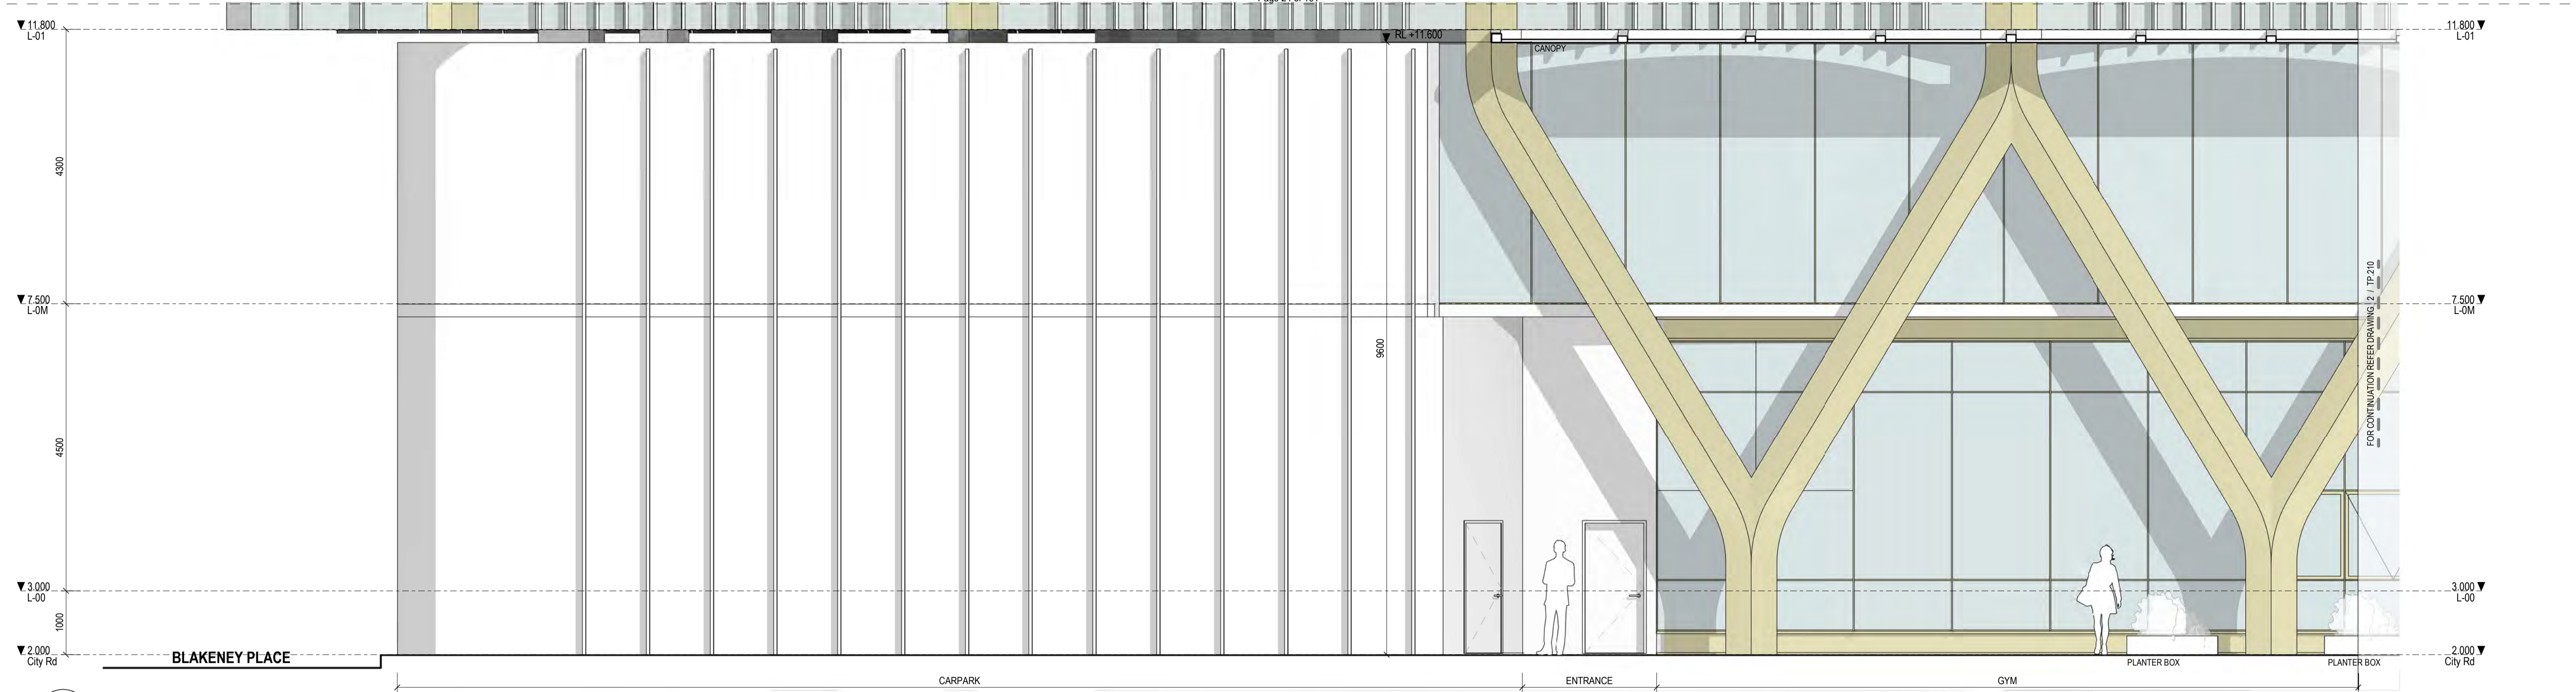 ▼ 11.800
L-01
11.800 ▼
L-01
RL +11.600
CANOPY
4300
▼ 7.500
L-0M
7.500 ▼
L-0M
FOR CONTINUATION REFER DRAWING 2 / TP.210
9600
4500
▼ 3.000
L-00
3.000 ▼
L-00
1000
▼ 2.000
City Rd
BLAKENEY PLACE
2.000 ▼
City Rd
PLANTER BOX
PLANTER BOX
CARPARK
ENTRANCE
GYM